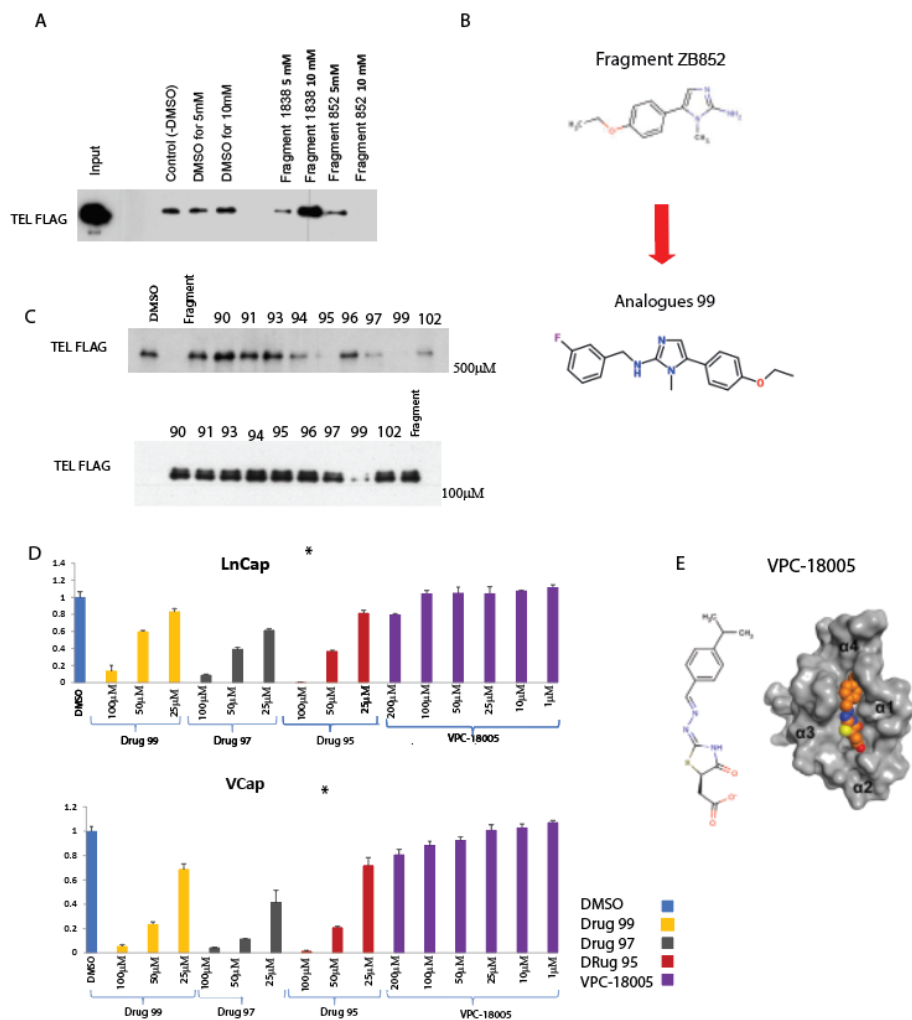 A
Input
Control (-DMSO)
DMSO for 5mM
DMSO for 10mM
Fragment 1838 5 mM
Fragment 1838 10 mM
Fragment 852 5mM
Fragment 852 10 mM
TEL FLAG
B
Fragment ZB852
H₃C
O
N
N
NH₂
CH₃
Analogues 99
F
N
H
N
N
O
C
DMSO
Fragment
90 91 93 94 95 96 97 99 102
TEL FLAG
500µM
90 91 93 94 95 96 97 99 102
Fragment
TEL FLAG
100µM
D
LnCap
*
1.4
1.2
1
0.8
0.6
0.4
0.2
0
DMSO
100µM 50µM 25µM
100µM 50µM 25µM
100µM 50µM 25µM
200µM 100µM 50µM 25µM 10µM 1µM
Drug 99 Drug 97 Drug 95 VPC-18005
VCap
*
1.2
1
0.8
0.6
0.4
0.2
0
DMSO
100µM 50µM 25µM
100µM 50µM 25µM
100µM 50µM 25µM
200µM 100µM 50µM 25µM 10µM 1µM
Drug 99 Drug 97 Drug 95 VPC-18005
E
VPC-18005
CH₃
H₃C
N
N
NH
S
O
O⁻
O
α4
α1
α3
α2
DMSO
Drug 99
Drug 97
DRug 95
VPC-18005